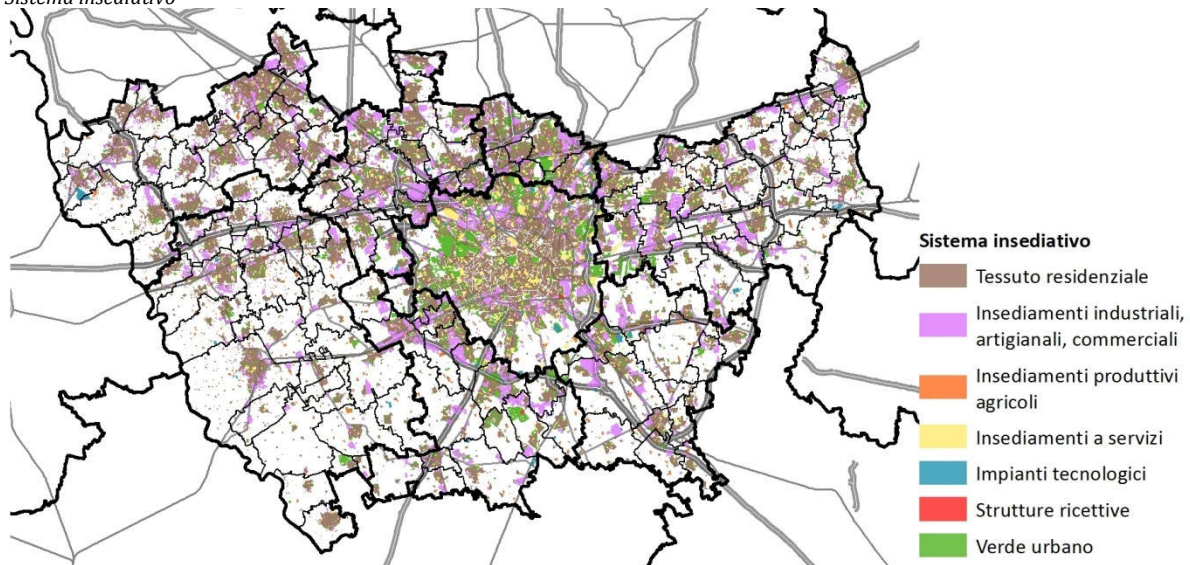 Sistema insediativo
Sistema insediativo
Tessuto residenziale
Insediamenti industriali,
artigianali, commerciali
Insediamenti produttivi
agricoli
Insediamenti a servizi
Impianti tecnologici
Strutture ricettive
Verde urbano